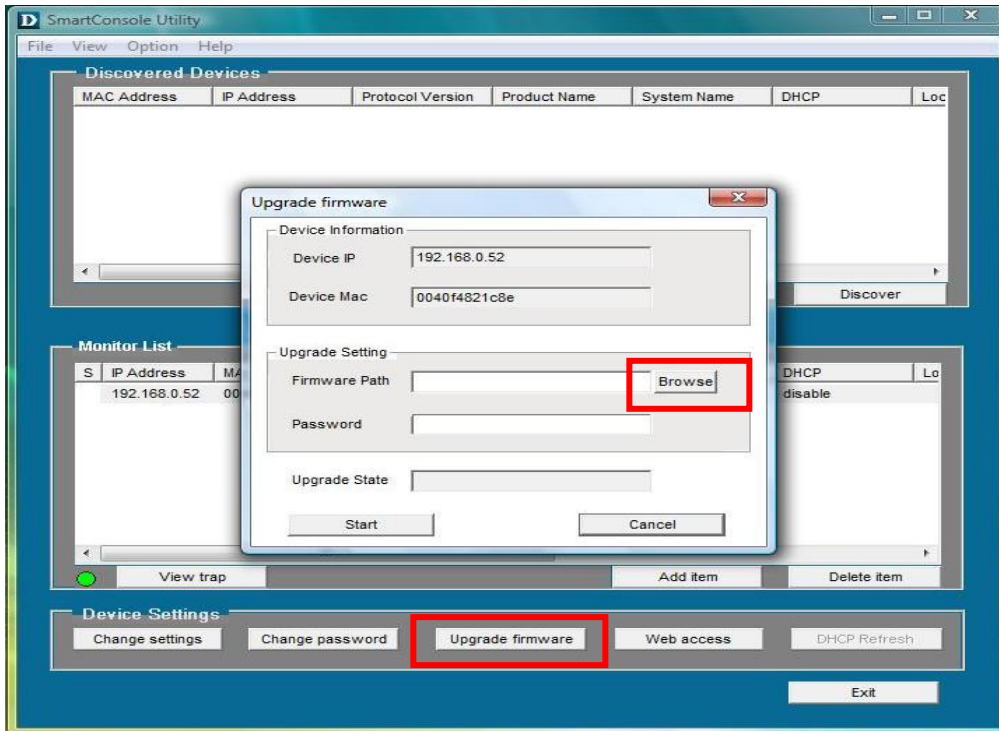 D SmartConsole Utility
File View Option Help
Discovered Devices
MAC Address IP Address Protocol Version Product Name System Name DHCP Loc
Discover
Upgrade firmware
Device Information
Device IP 192.168.0.52
Device Mac 0040f4821c8e
Upgrade Setting
Firmware Path Browse
Password
Upgrade State
Start Cancel
Monitor List
S IP Address MA DHCP Lo
192.168.0.52 00 disable
View trap Add item Delete item
Device Settings
Change settings Change password Upgrade firmware Web access DHCP Refresh
Exit